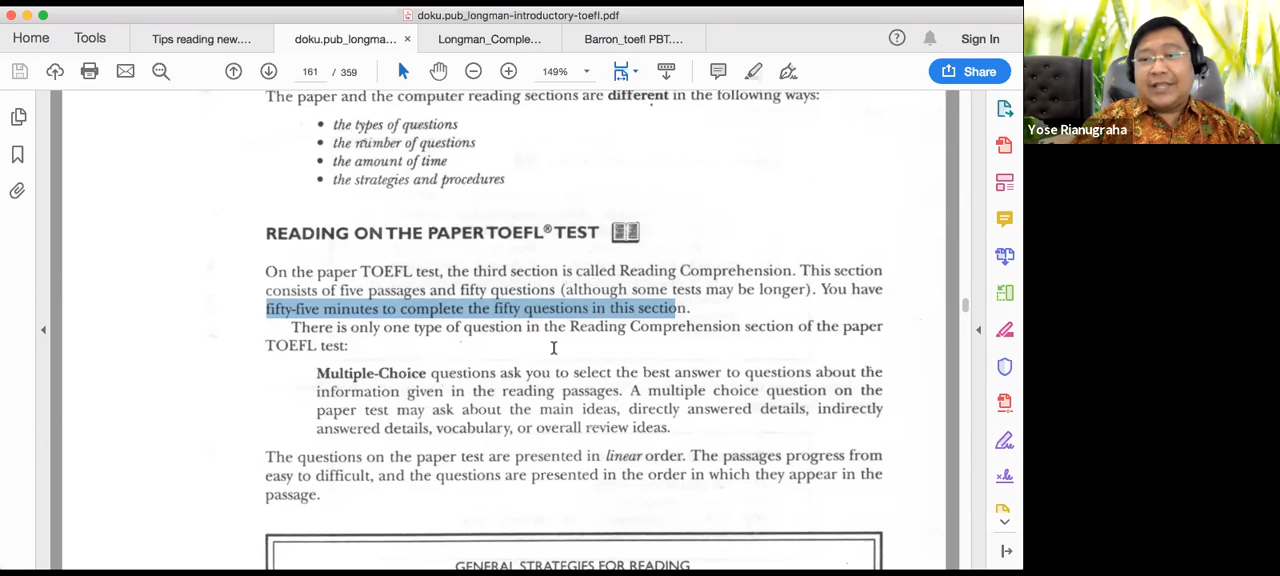 doku.pub_longman-introductory-toefl.pdf
Home
Tools
Tips reading new....
doku.pub_longma... ×
Longman_Comple...
Barron_toefl PBT....
Sign In
161 / 359
149%
Share
Yose Rianugraha
The paper and the computer reading sections are different in the following ways:
• the types of questions
• the number of questions
• the amount of time
• the strategies and procedures
READING ON THE PAPER TOEFL® TEST
On the paper TOEFL test, the third section is called Reading Comprehension. This section
consists of five passages and fifty questions (although some tests may be longer). You have
fifty-five minutes to complete the fifty questions in this section.
There is only one type of question in the Reading Comprehension section of the paper
TOEFL test:
Multiple-Choice questions ask you to select the best answer to questions about the
information given in the reading passages. A multiple choice question on the
paper test may ask about the main ideas, directly answered details, indirectly
answered details, vocabulary, or overall review ideas.
The questions on the paper test are presented in linear order. The passages progress from
easy to difficult, and the questions are presented in the order in which they appear in the
passage.
GENERAL STRATEGIES FOR READING